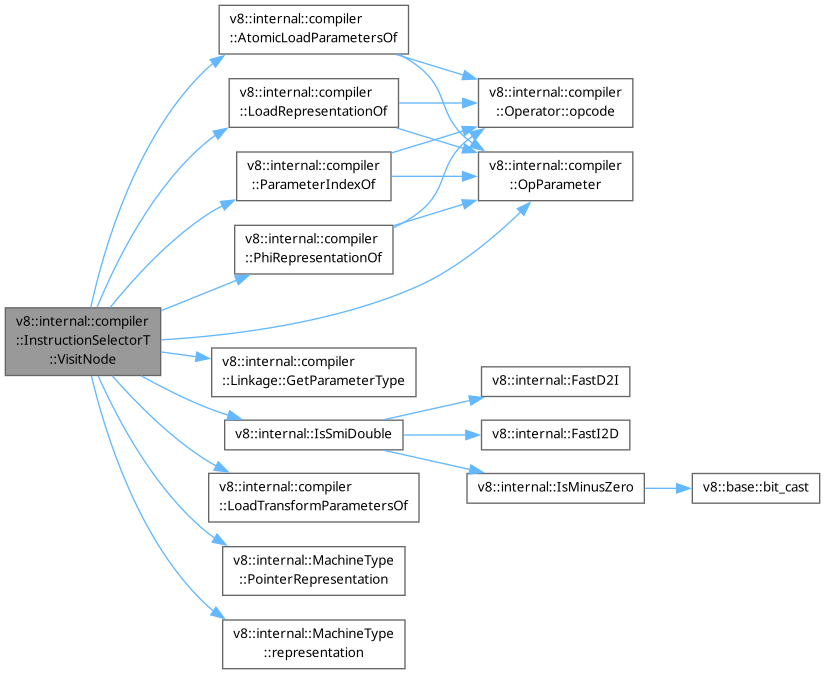 v8::internal::compiler
::AtomicLoadParametersOf
v8::internal::compiler
::LoadRepresentationOf
v8::internal::compiler
::Operator::opcode
v8::internal::compiler
::ParameterIndexOf
v8::internal::compiler
::OpParameter
v8::internal::compiler
::PhiRepresentationOf
v8::internal::compiler
::InstructionSelectorT
::VisitNode
v8::internal::compiler
::Linkage::GetParameterType
v8::internal::FastD2I
v8::internal::IsSmiDouble
v8::internal::FastI2D
v8::internal::compiler
::LoadTransformParametersOf
v8::internal::IsMinusZero
v8::base::bit_cast
v8::internal::MachineType
::PointerRepresentation
v8::internal::MachineType
::representation